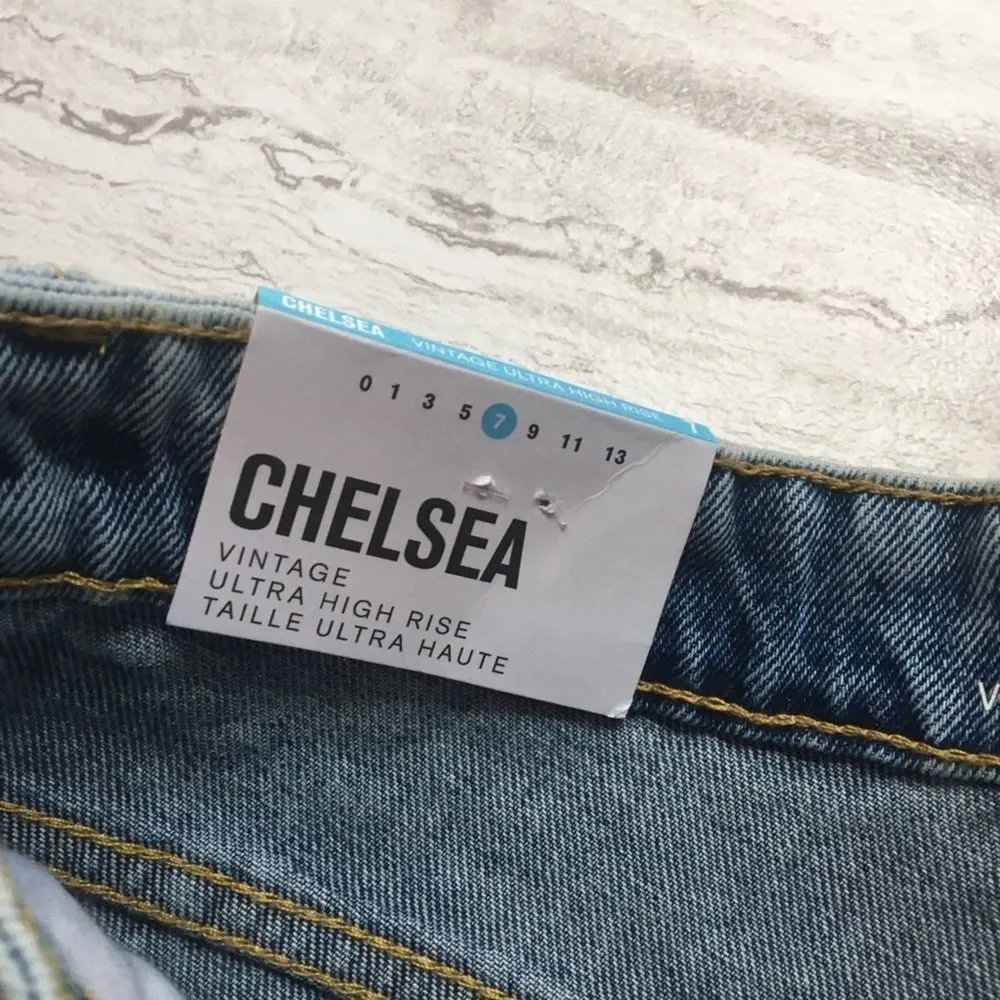 CHELSEA VINTAGE ULTRA HIGH RISE 7
0 1 3 5 7 9 11 13
CHELSEA
VINTAGE
ULTRA HIGH RISE
TAILLE ULTRA HAUTE
V